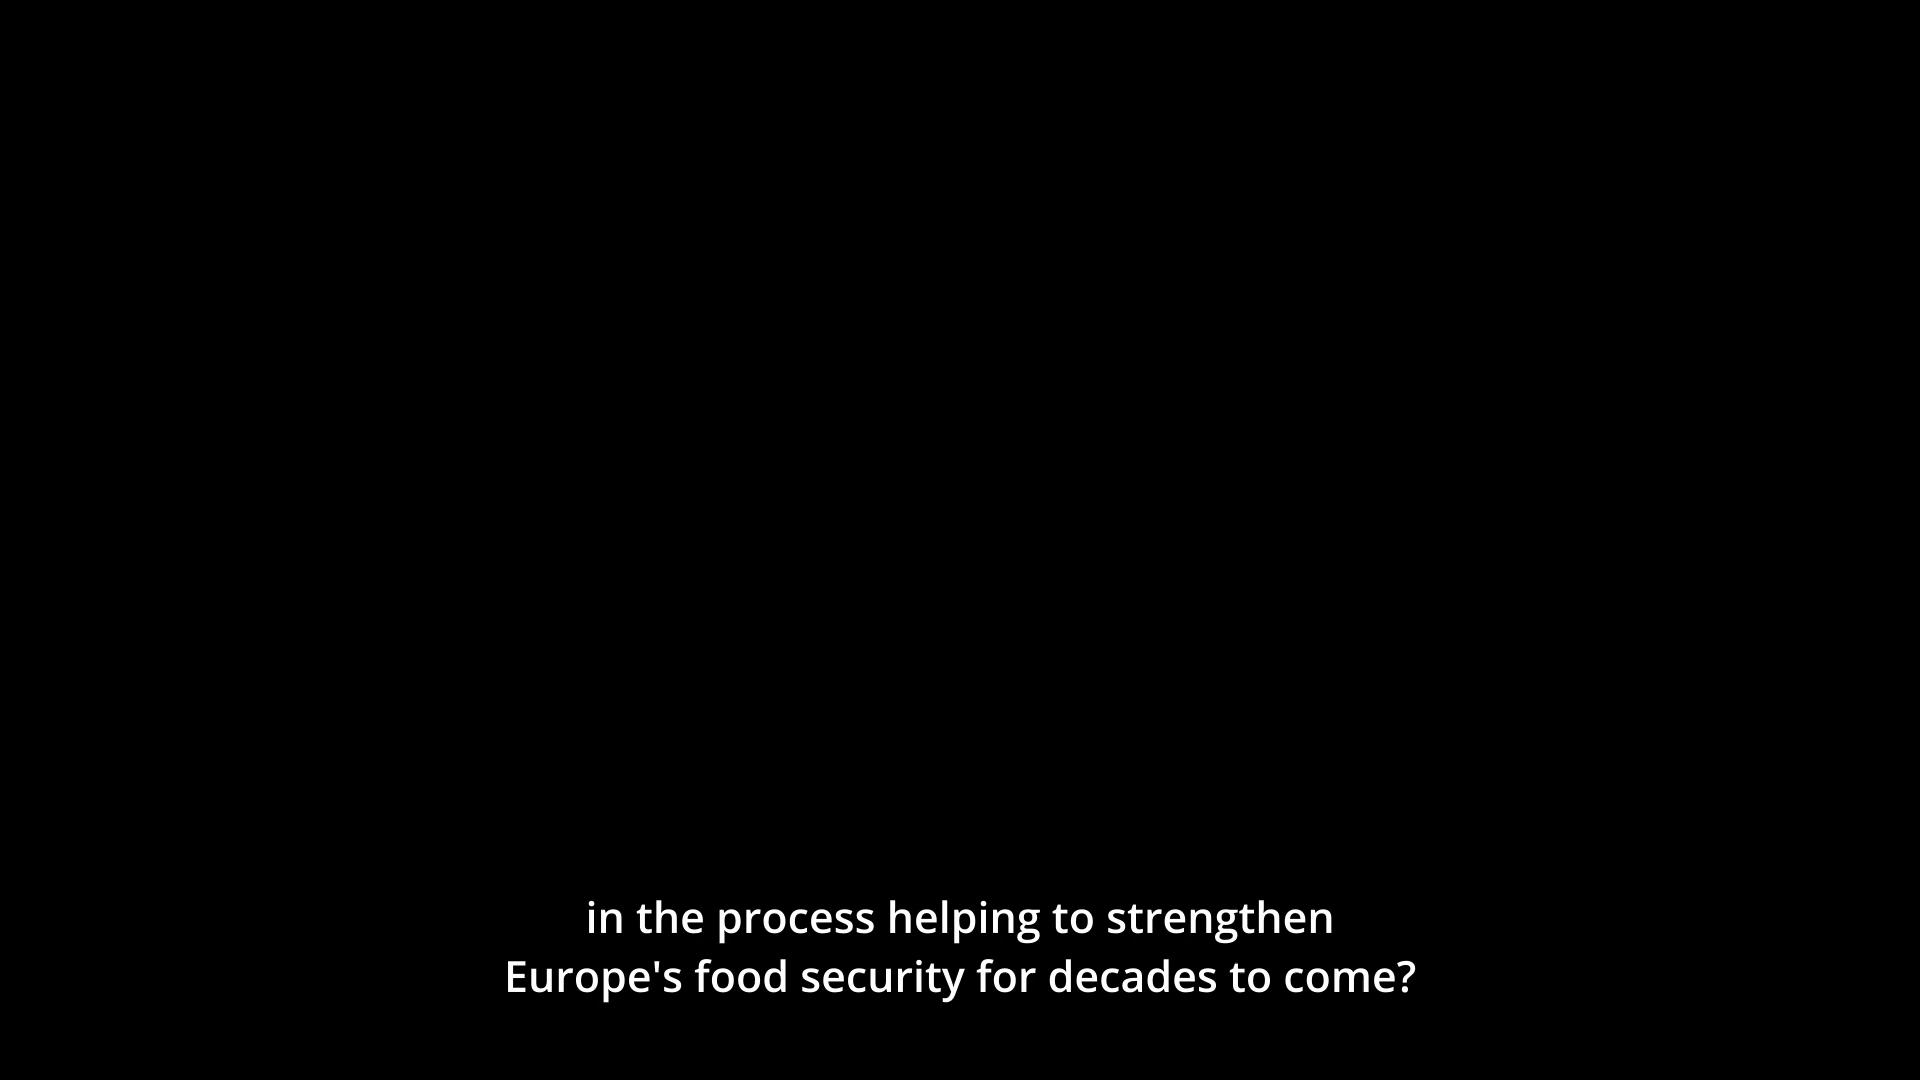 in the process helping to strengthen
Europe's food security for decades to come?